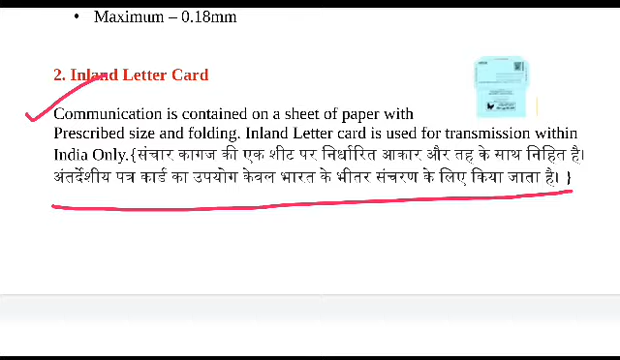 • Maximum – 0.18mm
2. Inland Letter Card
Communication is contained on a sheet of paper with
Prescribed size and folding. Inland Letter card is used for transmission within
India Only.{संचार कागज की एक शीट पर निर्धारित आकार और तह के साथ निहित है।
अंतर्देशीय पत्र कार्ड का उपयोग केवल भारत के भीतर संचरण के लिए किया जाता है। }